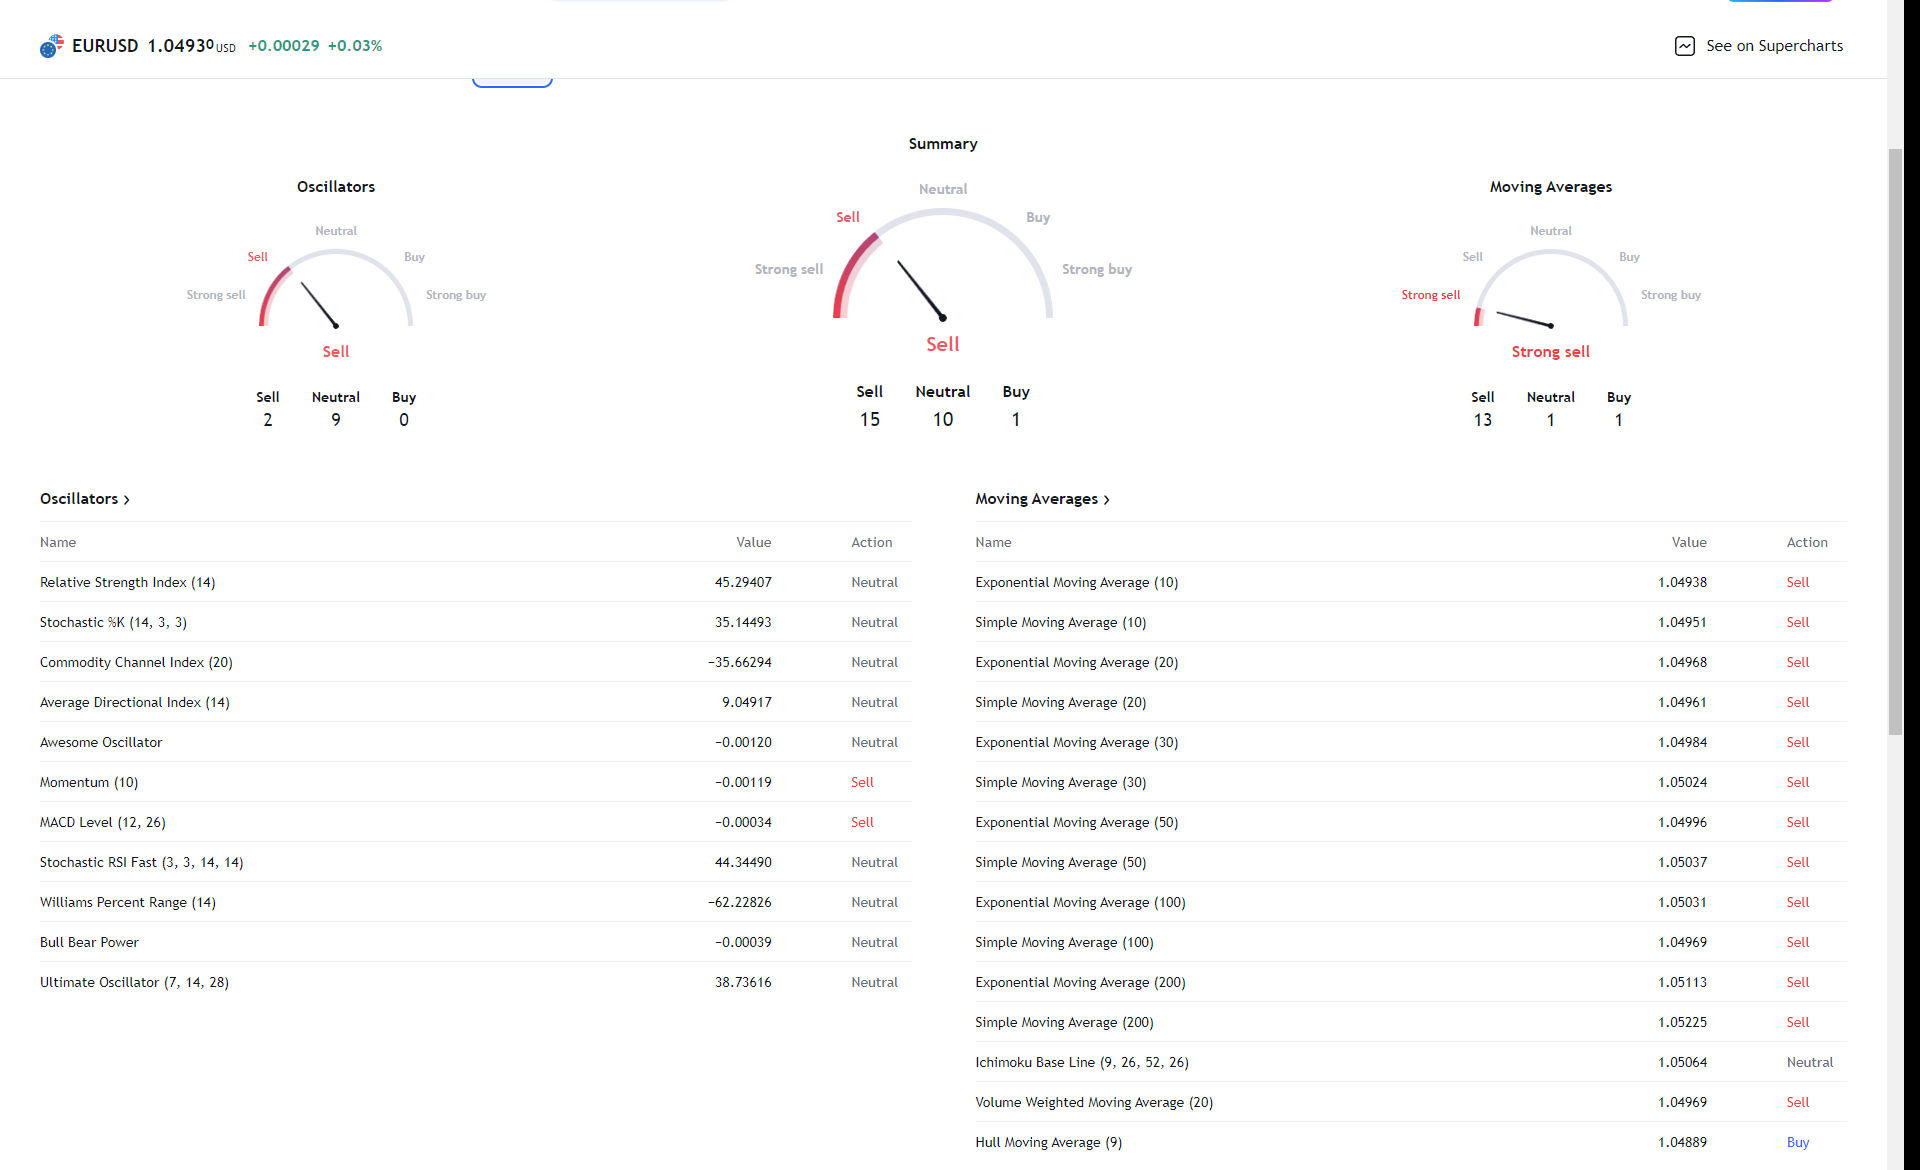 EURUSD 1.04930 USD +0.00029 +0.03%
See on Supercharts
Summary
Neutral
Sell
Buy
Strong sell
Strong buy
Sell
Sell Neutral Buy
15 10 1
Oscillators
Neutral
Sell
Buy
Strong sell
Strong buy
Sell
Sell Neutral Buy
2 9 0
Moving Averages
Neutral
Sell
Buy
Strong sell
Strong buy
Strong sell
Sell Neutral Buy
13 1 1
Oscillators >
Name Value Action
Relative Strength Index (14) 45.29407 Neutral
Stochastic %K (14, 3, 3) 35.14493 Neutral
Commodity Channel Index (20) −35.66294 Neutral
Average Directional Index (14) 9.04917 Neutral
Awesome Oscillator −0.00120 Neutral
Momentum (10) −0.00119 Sell
MACD Level (12, 26) −0.00034 Sell
Stochastic RSI Fast (3, 3, 14, 14) 44.34490 Neutral
Williams Percent Range (14) −62.22826 Neutral
Bull Bear Power −0.00039 Neutral
Ultimate Oscillator (7, 14, 28) 38.73616 Neutral
Moving Averages >
Name Value Action
Exponential Moving Average (10) 1.04938 Sell
Simple Moving Average (10) 1.04951 Sell
Exponential Moving Average (20) 1.04968 Sell
Simple Moving Average (20) 1.04961 Sell
Exponential Moving Average (30) 1.04984 Sell
Simple Moving Average (30) 1.05024 Sell
Exponential Moving Average (50) 1.04996 Sell
Simple Moving Average (50) 1.05037 Sell
Exponential Moving Average (100) 1.05031 Sell
Simple Moving Average (100) 1.04969 Sell
Exponential Moving Average (200) 1.05113 Sell
Simple Moving Average (200) 1.05225 Sell
Ichimoku Base Line (9, 26, 52, 26) 1.05064 Neutral
Volume Weighted Moving Average (20) 1.04969 Sell
Hull Moving Average (9) 1.04889 Buy